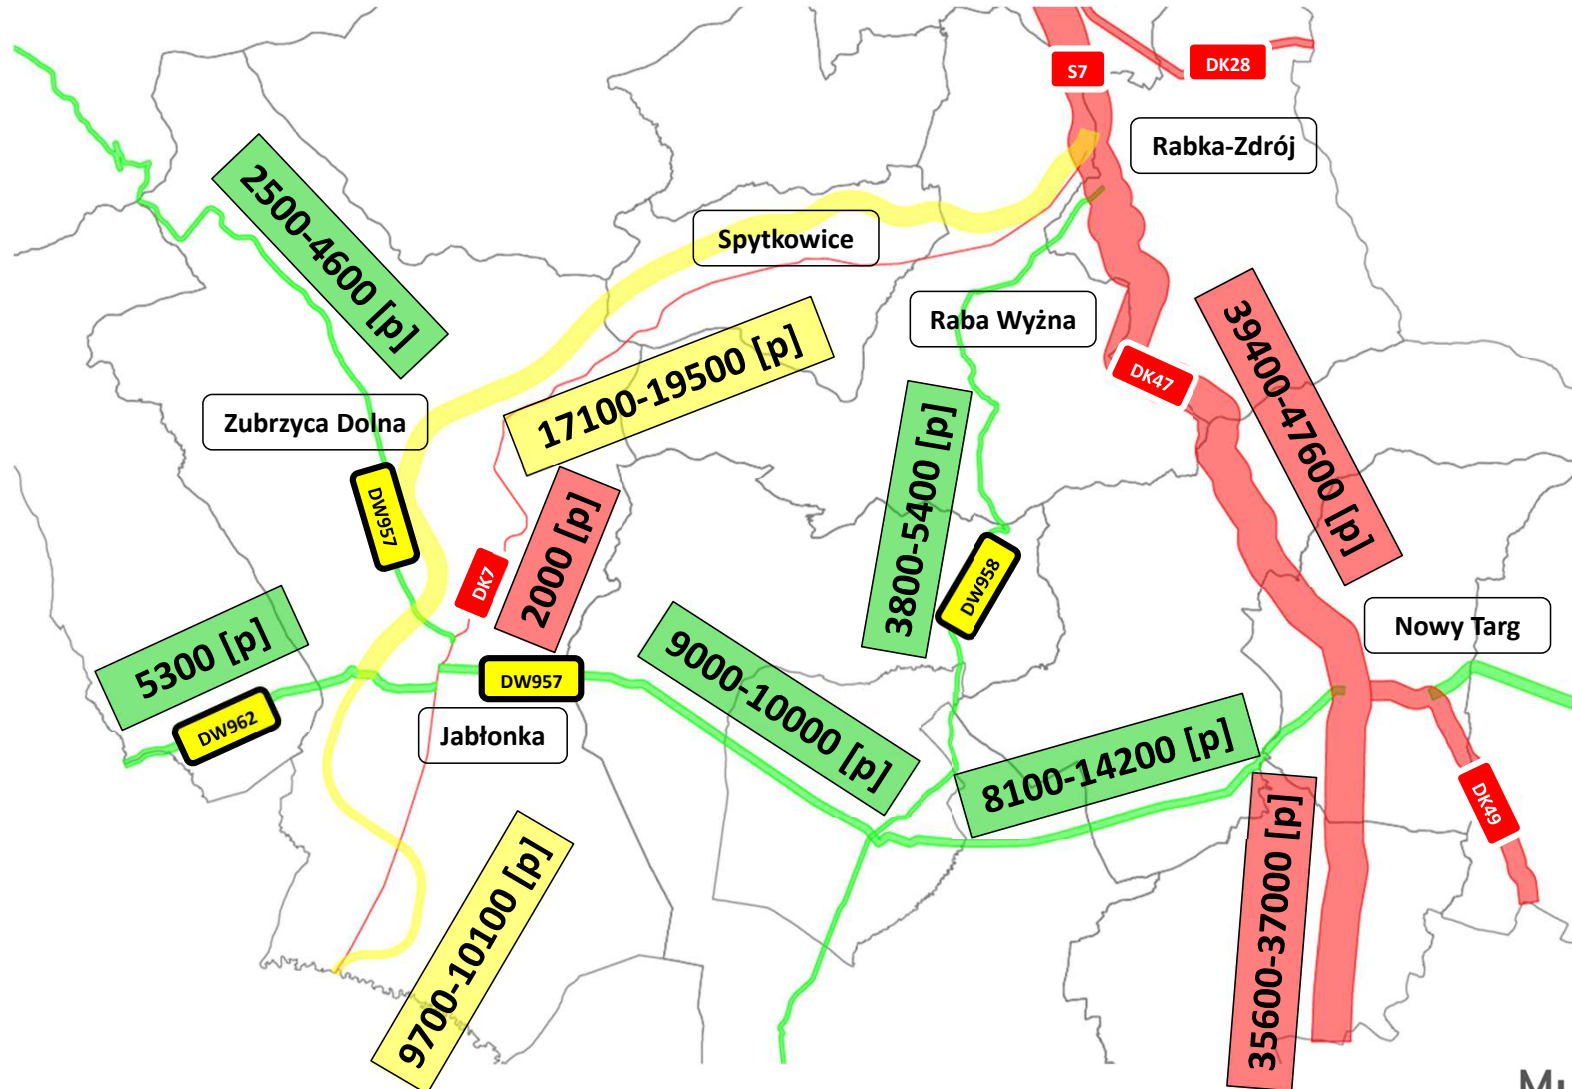 S7
DK28
Rabka-Zdrój
2500-4600 [p]
Spytkowice
Raba Wyżna
39400-47600 [p]
17100-19500 [p]
DK47
Zubrzyca Dolna
3800-5400 [p]
DW957
2000 [p]
DK7
DW958
5300 [p]
Nowy Targ
9000-10000 [p]
DW957
DW962
Jabłonka
8100-14200 [p]
DK49
35600-37000 [p]
9700-10100 [p]